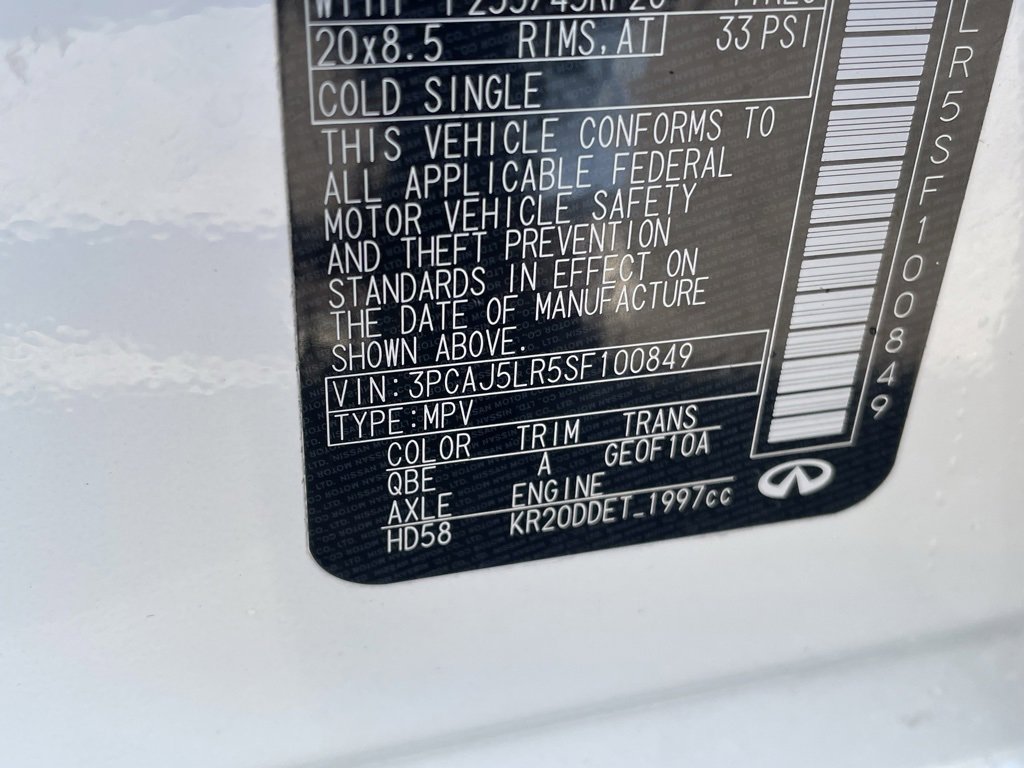 20x8.5 RIMS, AT 33 PSI
COLD SINGLE
THIS VEHICLE CONFORMS TO
ALL APPLICABLE FEDERAL
MOTOR VEHICLE SAFETY
AND THEFT PREVENTION
STANDARDS IN EFFECT ON
THE DATE OF MANUFACTURE
SHOWN ABOVE.
VIN: 3PCAJ5LR5SF100849
TYPE: MPV
COLOR TRIM TRANS
QBE A GE0F10A
AXLE ENGINE
HD58 KR20DDET_1997cc
LR5SF100849